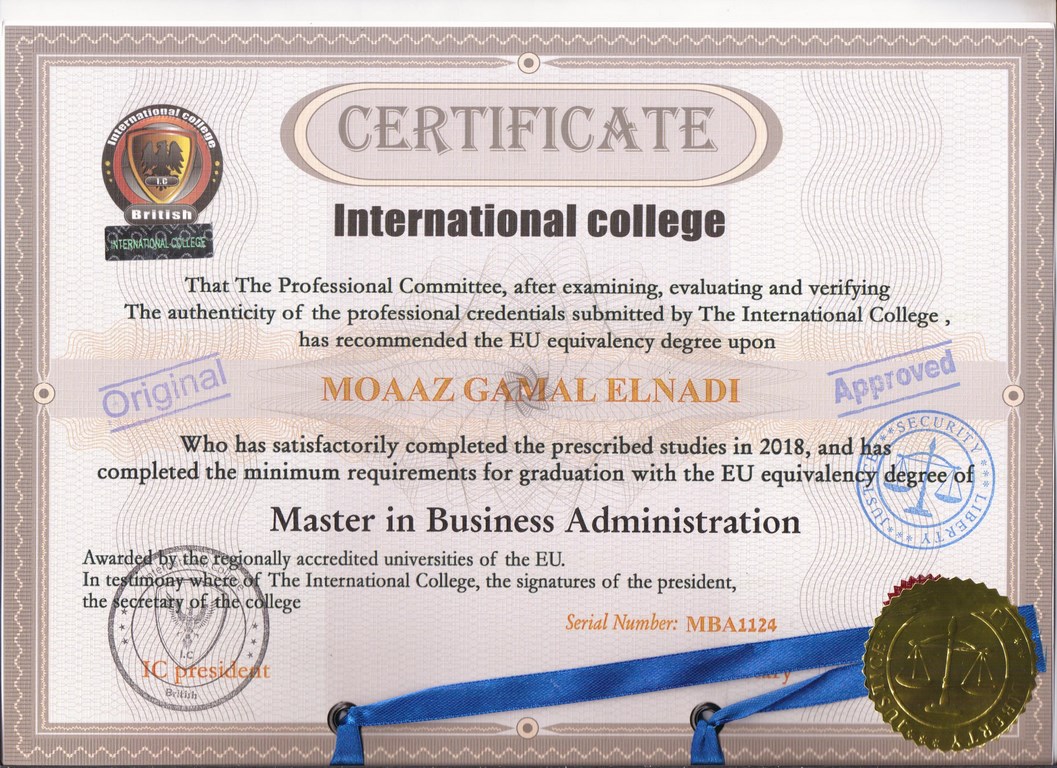 CERTIFICATE
International college
I.C
British
INTERNATIONAL COLLEGE
International college
That The Professional Committee, after examining, evaluating and verifying
The authenticity of the professional credentials submitted by The International College ,
has recommended the EU equivalency degree upon
Original
MOAAZ GAMAL ELNADI
Approved
Who has satisfactorily completed the prescribed studies in 2018, and has
completed the minimum requirements for graduation with the EU equivalency degree of
SECURITY
LIBERTY
JUSTICE
Master in Business Administration
Awarded by the regionally accredited universities of the EU.
In testimony where of The International College, the signatures of the president,
the secretary of the college
Serial Number: MBA1124
International College
I.C
British
IC president
JUSTICE
LIBERTY